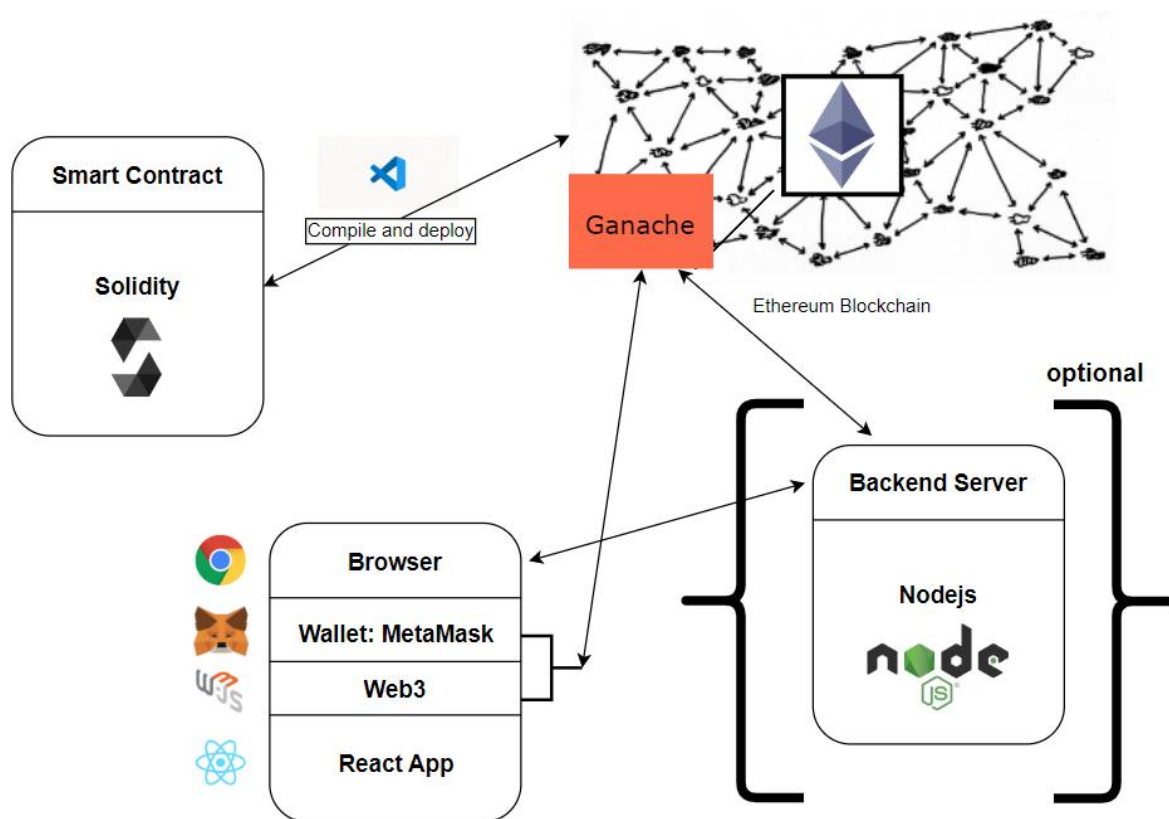 Smart Contract
Solidity
Compile and deploy
Ganache
Ethereum Blockchain
optional
Backend Server
Nodejs
node
JS
Browser
Wallet: MetaMask
Web3
W3JS
React App